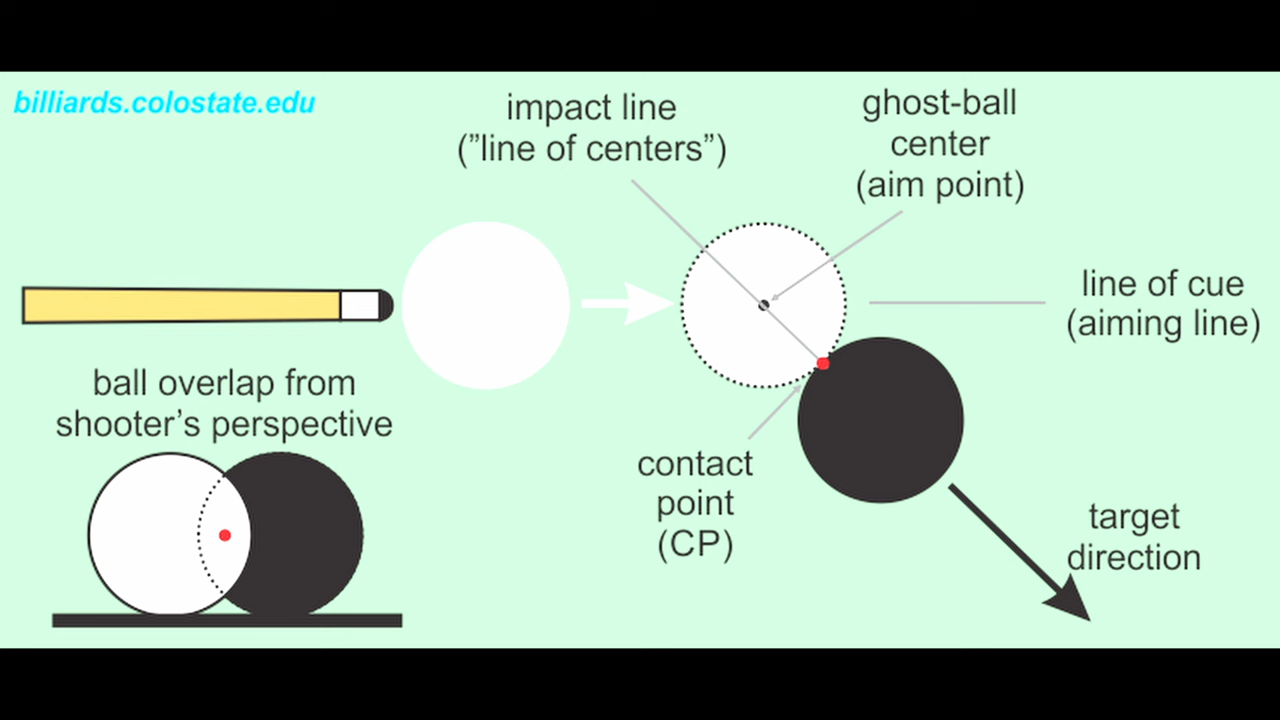 billiards.colostate.edu
impact line
(”line of centers”)
ghost-ball
center
(aim point)
line of cue
(aiming line)
ball overlap from
shooter’s perspective
contact
point
(CP)
target
direction